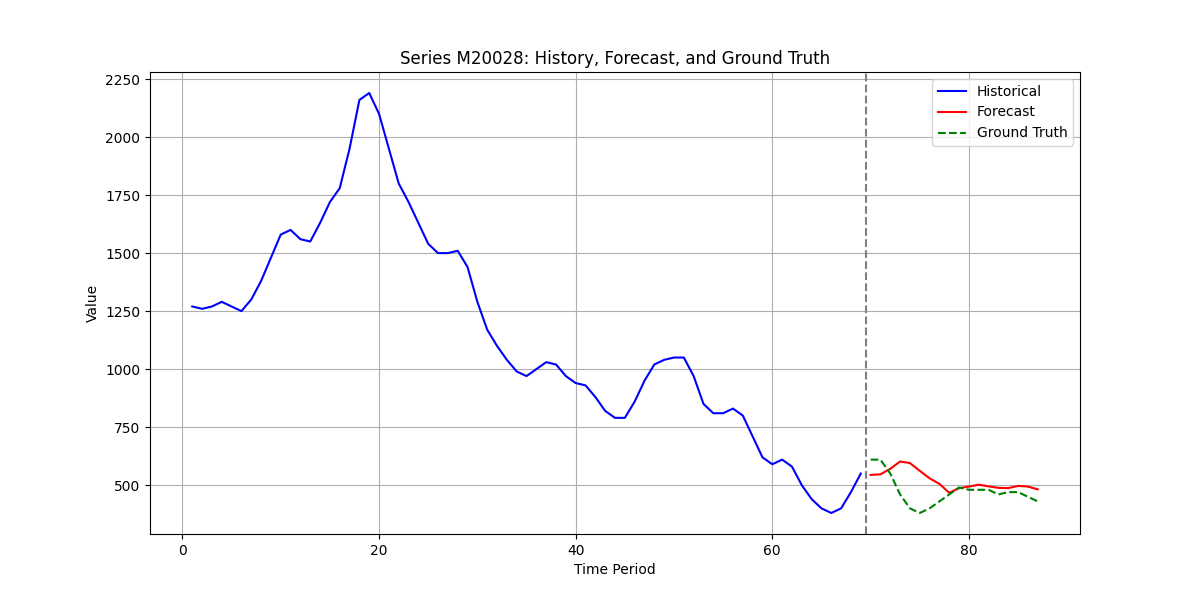 Series M20028: History, Forecast, and Ground Truth
Historical
Forecast
Ground Truth
Value
2250
2000
1750
1500
1250
1000
750
500
0 20 40 60 80
Time Period